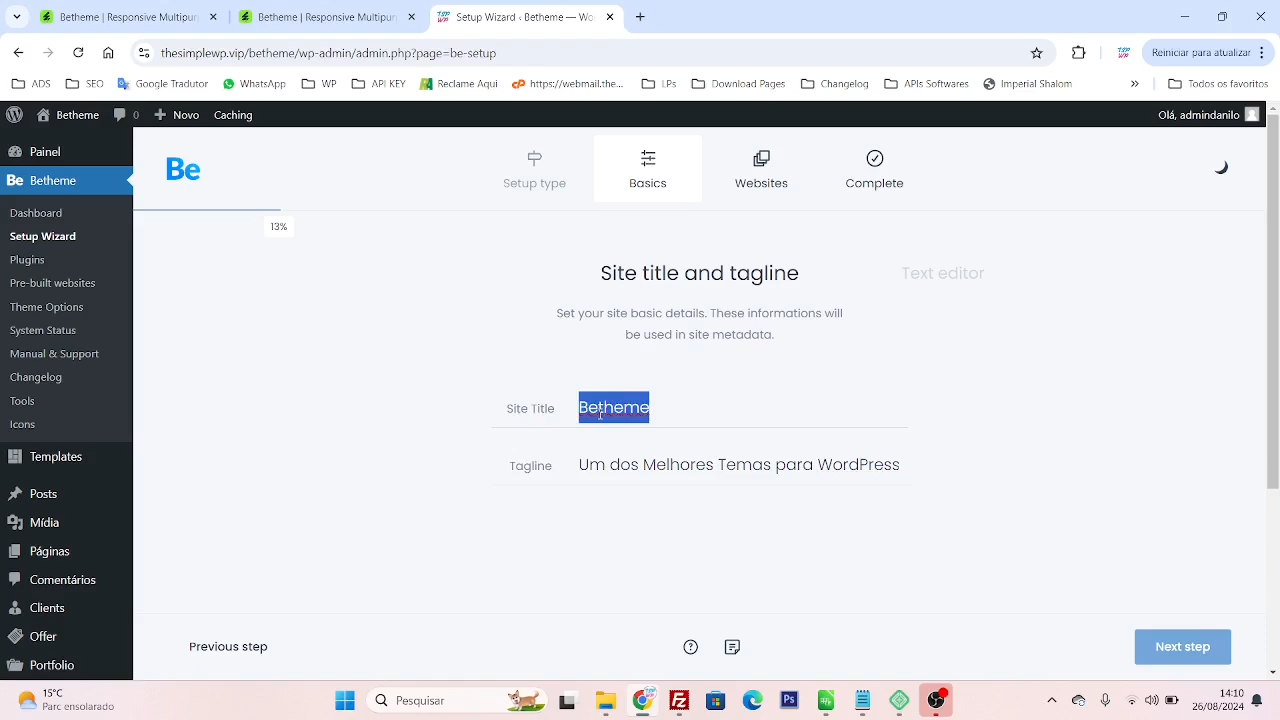 Be | Responsive Multipur
Be | Responsive Multipur
Setup Wizard ‹ Betheme — Wo
thesimplewp.vip/betheme/wp-admin/admin.php?page=be-setup
Reiniciar para atualizar
ADS
SEO
Google Tradutor
WhatsApp
WP
API KEY
Reclame Aqui
https://webmail.the...
LPs
Download Pages
Changelog
APIs Softwares
Imperial Shalom
»
Todos os favoritos
Betheme
0
Novo
Caching
Olá, admindanilo
Painel
Be Betheme
Dashboard
Setup Wizard
Plugins
Pre-built websites
Theme Options
System Status
Manual & Support
Changelog
Tools
Icons
Templates
Posts
Mídia
Páginas
Comentários
Clients
Offer
Portfolio
Be
Setup type
Basics
Websites
Complete
13%
Site title and tagline
Text editor
Set your site basic details. These informations will
be used in site metadata.
Site Title
Betheme
Tagline
Um dos Melhores Temas para WordPress
Previous step
Next step
15°C
Parc ensolarado
Pesquisar
14:10
26/08/2024